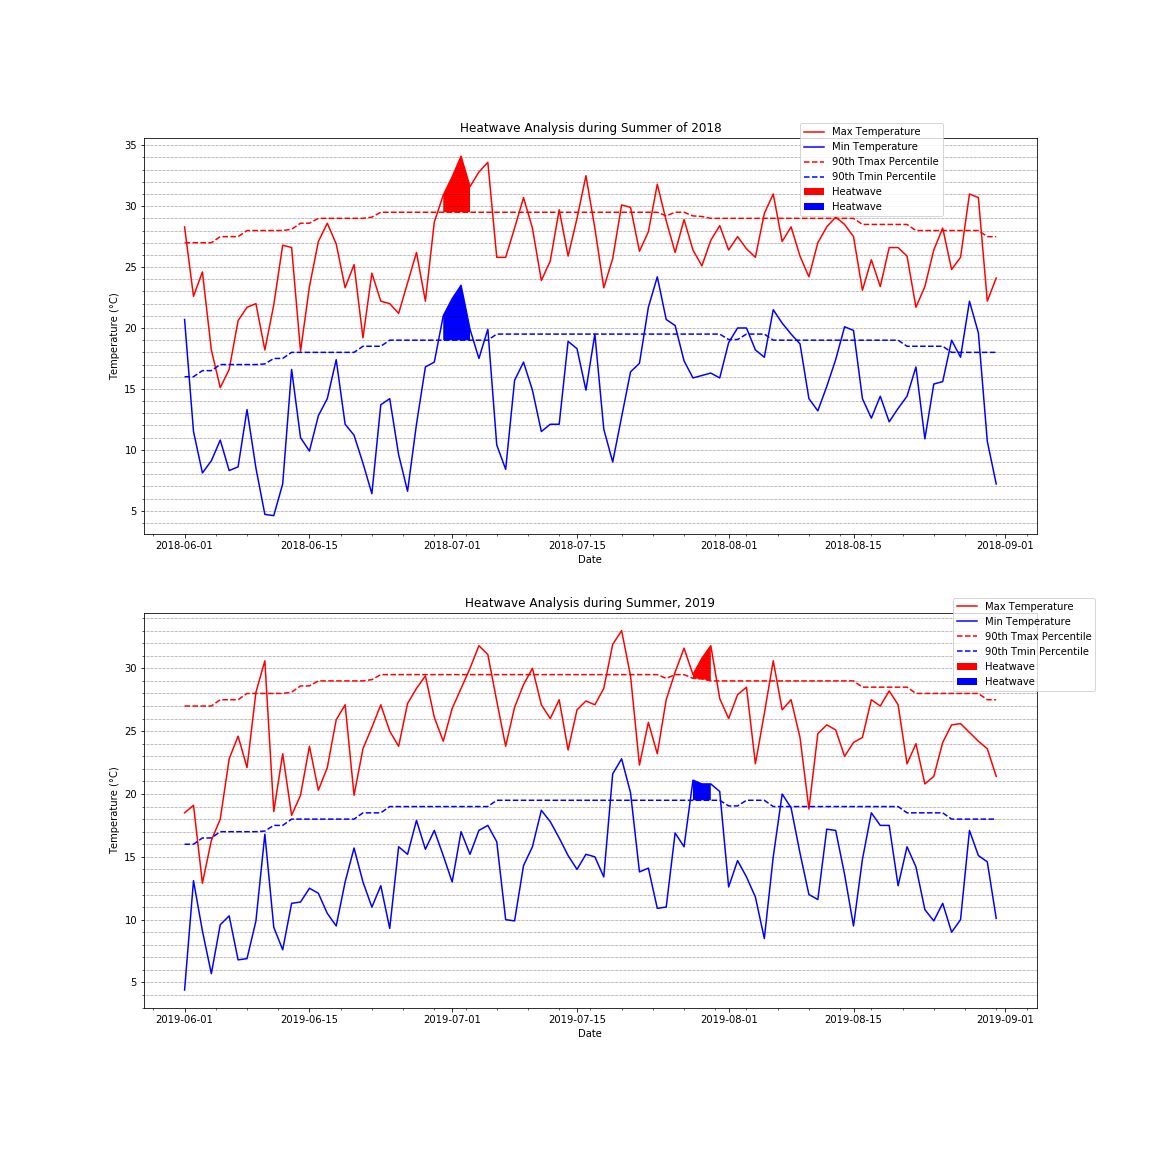 Heatwave Analysis during Summer of 2018
Max Temperature
Min Temperature
90th Tmax Percentile
90th Tmin Percentile
Heatwave
Heatwave
Temperature (°C)
35
30
25
20
15
10
5
2018-06-01 2018-06-15 2018-07-01 2018-07-15 2018-08-01 2018-08-15 2018-09-01
Date
Heatwave Analysis during Summer, 2019
Max Temperature
Min Temperature
90th Tmax Percentile
90th Tmin Percentile
Heatwave
Heatwave
Temperature (°C)
30
25
20
15
10
5
2019-06-01 2019-06-15 2019-07-01 2019-07-15 2019-08-01 2019-08-15 2019-09-01
Date